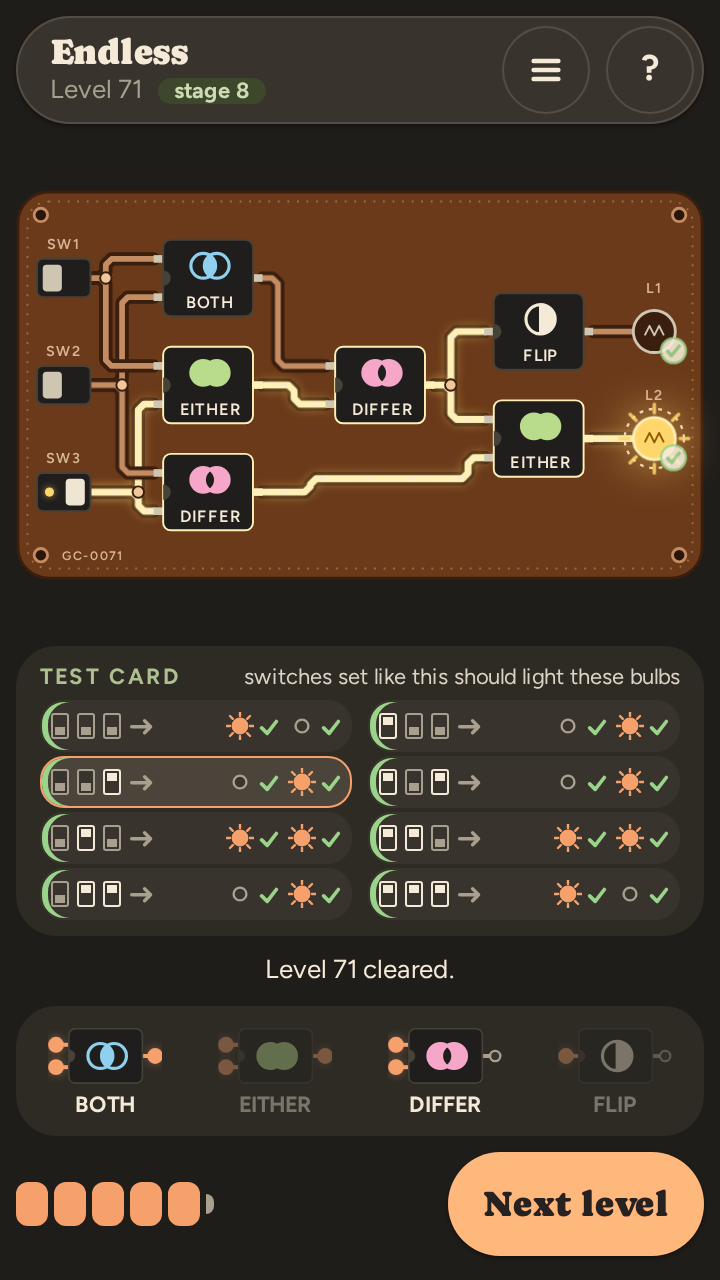 Endless
Level 71 stage 8
?
SW1
BOTH
L1
FLIP
SW2
EITHER
DIFFER
L2
EITHER
SW3
DIFFER
GC-0071
TEST CARD switches set like this should light these bulbs
Level 71 cleared.
BOTH EITHER DIFFER FLIP
Next level